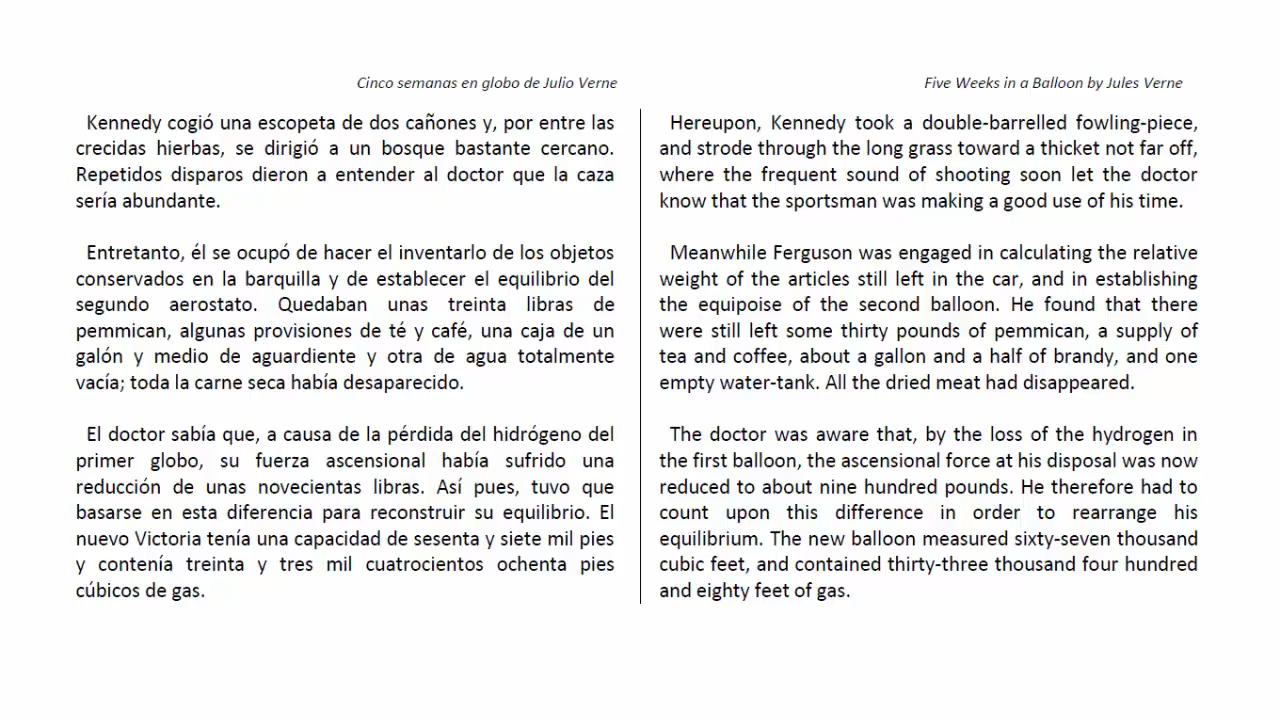 Cinco semanas en globo de Julio Verne
Kennedy cogió una escopeta de dos cañones y, por entre las
crecidas hierbas, se dirigió a un bosque bastante cercano.
Repetidos disparos dieron a entender al doctor que la caza
sería abundante.
Entretanto, él se ocupó de hacer el inventarlo de los objetos
conservados en la barquilla y de establecer el equilibrio del
segundo aerostato. Quedaban unas treinta libras de
pemmican, algunas provisiones de té y café, una caja de un
galón y medio de aguardiente y otra de agua totalmente
vacía; toda la carne seca había desaparecido.
El doctor sabía que, a causa de la pérdida del hidrógeno del
primer globo, su fuerza ascensional había sufrido una
reducción de unas novecientas libras. Así pues, tuvo que
basarse en esta diferencia para reconstruir su equilibrio. El
nuevo Victoria tenía una capacidad de sesenta y siete mil pies
y contenía treinta y tres mil cuatrocientos ochenta pies
cúbicos de gas.
Five Weeks in a Balloon by Jules Verne
Hereupon, Kennedy took a double-barrelled fowling-piece,
and strode through the long grass toward a thicket not far off,
where the frequent sound of shooting soon let the doctor
know that the sportsman was making a good use of his time.
Meanwhile Ferguson was engaged in calculating the relative
weight of the articles still left in the car, and in establishing
the equipoise of the second balloon. He found that there
were still left some thirty pounds of pemmican, a supply of
tea and coffee, about a gallon and a half of brandy, and one
empty water-tank. All the dried meat had disappeared.
The doctor was aware that, by the loss of the hydrogen in
the first balloon, the ascensional force at his disposal was now
reduced to about nine hundred pounds. He therefore had to
count upon this difference in order to rearrange his
equilibrium. The new balloon measured sixty-seven thousand
cubic feet, and contained thirty-three thousand four hundred
and eighty feet of gas.